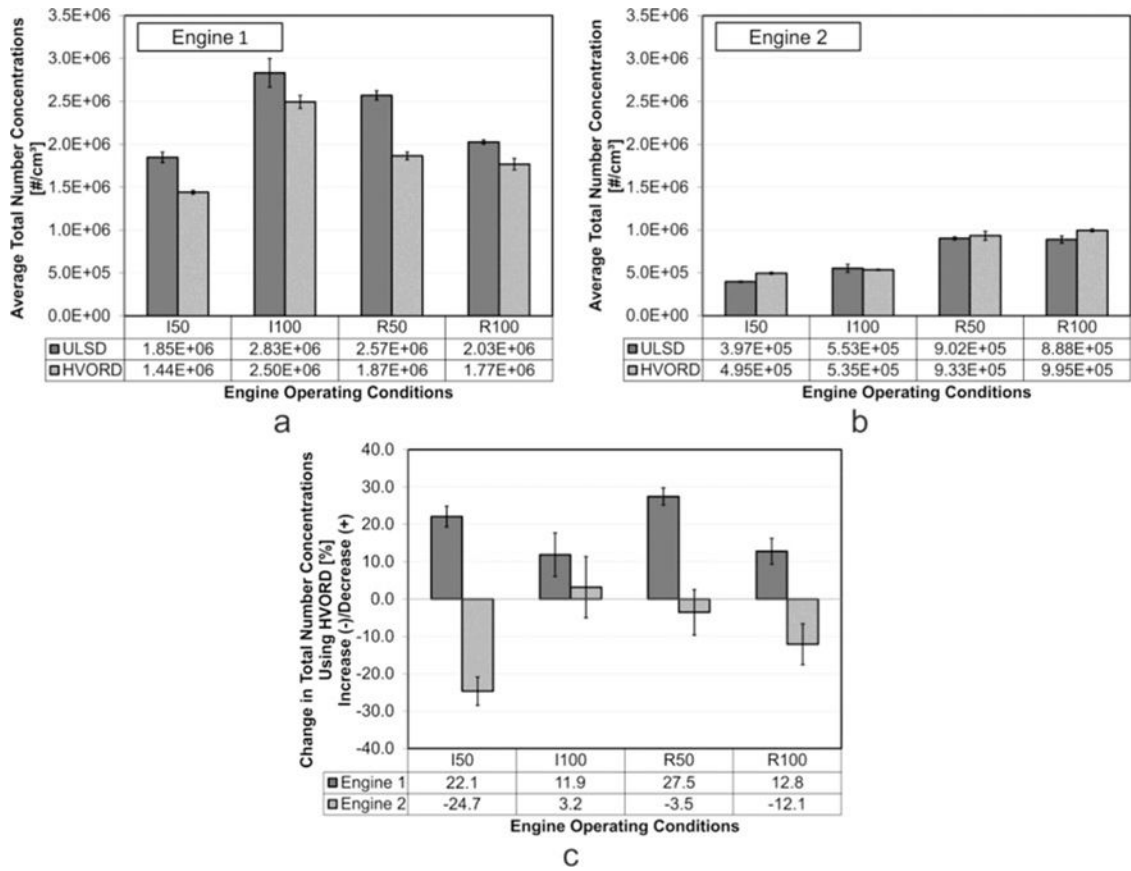 Engine 1
Average Total Number Concentrations
[#/cm³]
3.5E+06
3.0E+06
2.5E+06
2.0E+06
1.5E+06
1.0E+06
5.0E+05
0.0E+00
I50 I100 R50 R100
ULSD 1.85E+06 2.83E+06 2.57E+06 2.03E+06
HVORD 1.44E+06 2.50E+06 1.87E+06 1.77E+06
Engine Operating Conditions
a
Engine 2
Average Total Number Concentration
[#/cm³]
3.5E+06
3.0E+06
2.5E+06
2.0E+06
1.5E+06
1.0E+06
5.0E+05
0.0E+00
I50 I100 R50 R100
ULSD 3.97E+05 5.53E+05 9.02E+05 8.88E+05
HVORD 4.95E+05 5.35E+05 9.33E+05 9.95E+05
Engine Operating Conditions
b
Change in Total Number Concentrations
Using HVORD [%]
Increase (-)/Decrease (+)
40.0
30.0
20.0
10.0
0.0
-10.0
-20.0
-30.0
-40.0
I50 I100 R50 R100
Engine 1 22.1 11.9 27.5 12.8
Engine 2 -24.7 3.2 -3.5 -12.1
Engine Operating Conditions
c